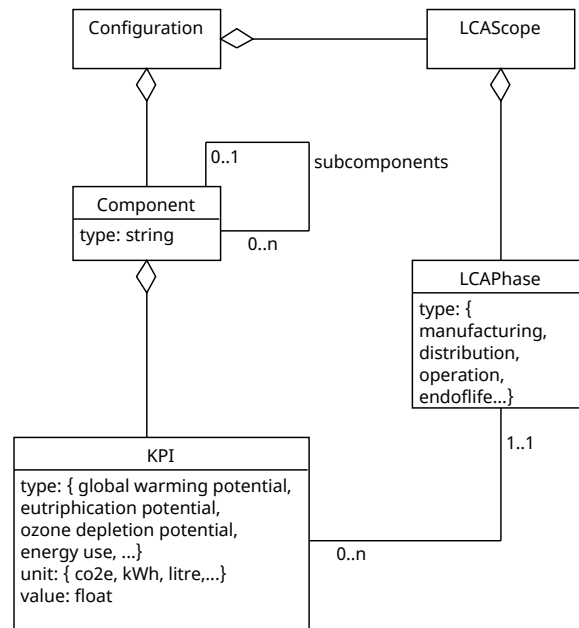 Configuration
LCAScope
0..1
subcomponents
Component
type: string
0..n
LCAPhase
type: {
manufacturing,
distribution,
operation,
endoflife...}
1..1
KPI
type: { global warming potential,
eutriphication potential,
ozone depletion potential,
energy use, ...}
unit: { co2e, kWh, litre,...}
value: float
0..n